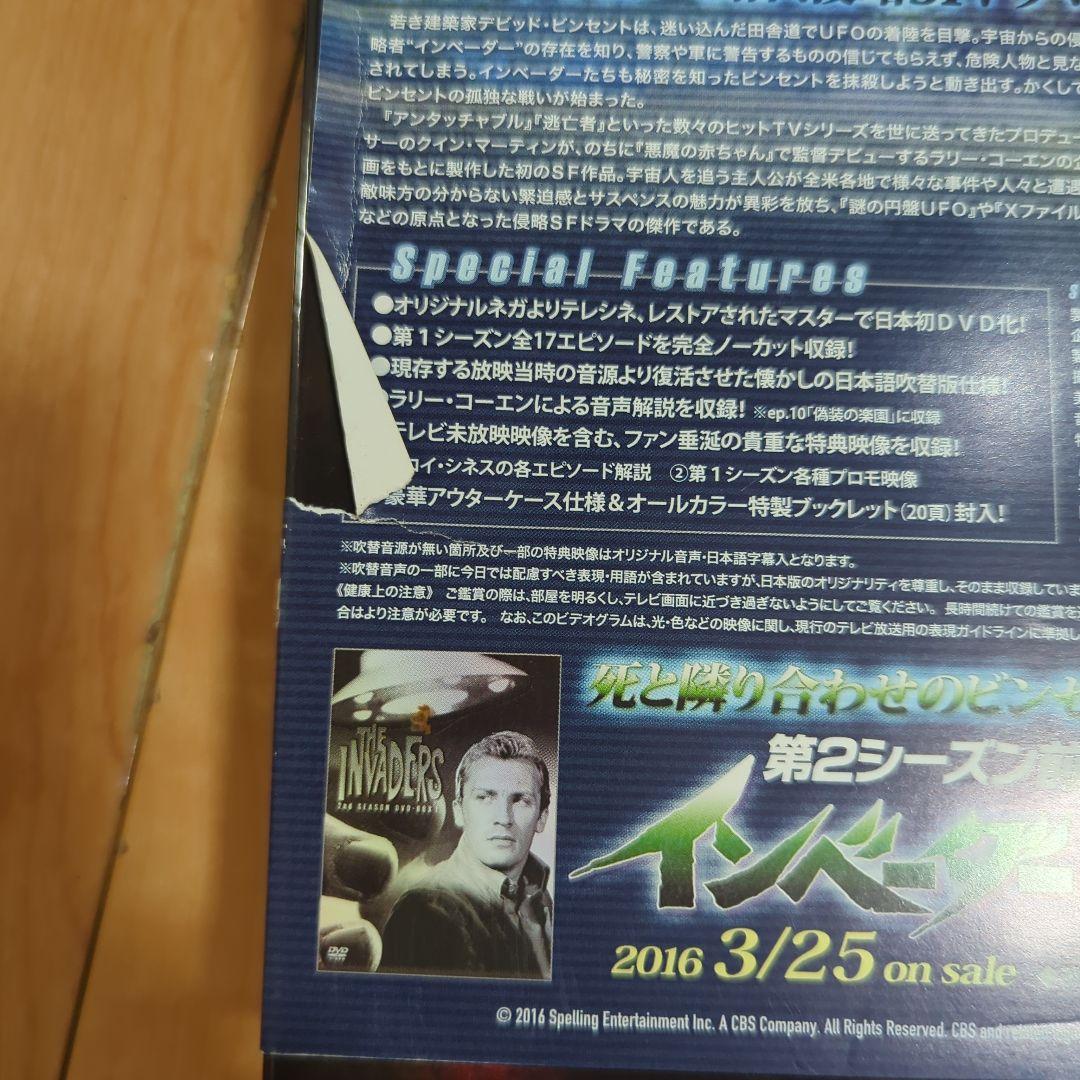 若き建築家デビッド・ビンセントは、迷い込んだ田舎道でUFOの着陸を目撃。宇宙からの侵
略者“インベーダー”の存在を知り、警察や軍に警告するものの信じてもらえず、危険人物と見な
されてしまう。インベーダーたちも秘密を知ったビンセントを抹殺しようと動き出す。かくして
ビンセントの孤独な戦いが始まった。
『アンタッチャブル』『逃亡者』といった数々のヒットTVシリーズを世に送ってきたプロデュー
サーのクイン・マーティンが、のちに『悪魔の赤ちゃん』で監督デビューするラリー・コーエンの企
画をもとに製作した初のSF作品。宇宙人を追う主人公が全米各地で様々な事件や人々と遭遇
敵味方の分からない緊迫感とサスペンスの魅力が異彩を放ち、『謎の円盤UFO』や『Xファイル
などの原点となった侵略SFドラマの傑作である。
Special Features
●オリジナルネガよりテレシネ、レストアされたマスターで日本初DVD化!
●第1シーズン全17エピソードを完全ノーカット収録!
●現存する放映当時の音源より復活させた懐かしの日本語吹替版仕様!
ラリー・コーエンによる音声解説を収録! ※ep.10「偽装の楽園」に収録
テレビ未放映映像を含む、ファン垂涎の貴重な特典映像を収録!
ロイ・シネスの各エピソード解説 ②第1シーズン各種プロモ映像
豪華アウターケース仕様&オールカラー特製ブックレット(20頁)封入!
※吹替音源が無い箇所及び一部の特典映像はオリジナル音声・日本語字幕入となります。
※吹替音声の一部に今日では配慮すべき表現・用語が含まれていますが、日本版のオリジナリティを尊重し、そのまま収録していま
《健康上の注意》 ご鑑賞の際は、部屋を明るくし、テレビ画面に近づき過ぎないようにしてご覧ください。長時間続けての鑑賞を
合はより注意が必要です。 なお、このビデオグラムは、光・色などの映像に関し、現行のテレビ放送用の表現ガイドラインに準拠し
死と隣り合わせのビンセ
第2シーズン前
インベーダー
THE
INVADERS
2nd SEASON DVD-BOX
DVD
2016 3/25 on sale
© 2016 Spelling Entertainment Inc. A CBS Company. All Rights Reserved. CBS and